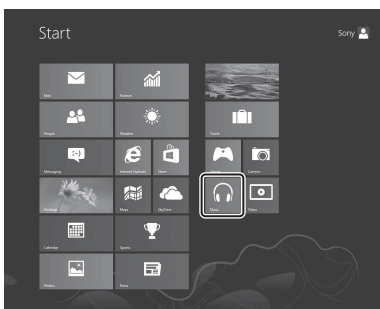 Start
Sony
Mail
Finance
People
Weather
Travel
Messaging
Internet Explorer
Store
Games
Camera
Desktop
Maps
SkyDrive
Music
Video
Calendar
Sports
Photos
News